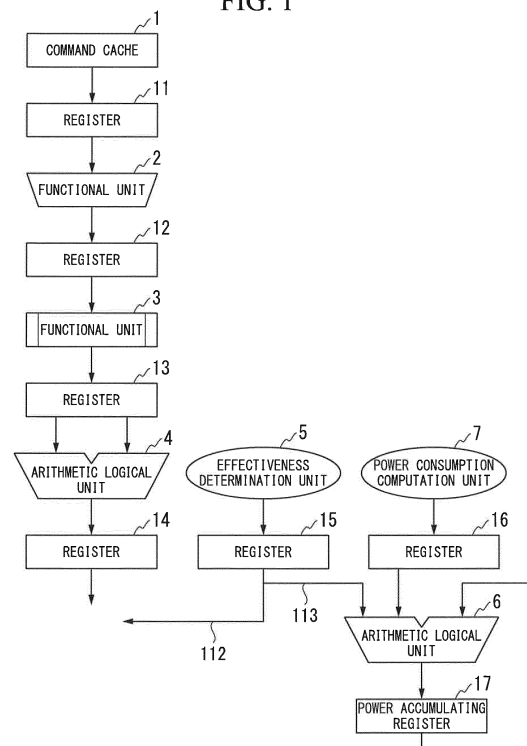 FIG. 1
1
COMMAND CACHE
11
REGISTER
2
FUNCTIONAL UNIT
12
REGISTER
3
FUNCTIONAL UNIT
13
REGISTER
4
ARITHMETIC LOGICAL
UNIT
5
EFFECTIVENESS
DETERMINATION UNIT
7
POWER CONSUMPTION
COMPUTATION UNIT
14
REGISTER
15
REGISTER
16
REGISTER
113
112
6
ARITHMETIC LOGICAL
UNIT
17
POWER ACCUMULATING
REGISTER